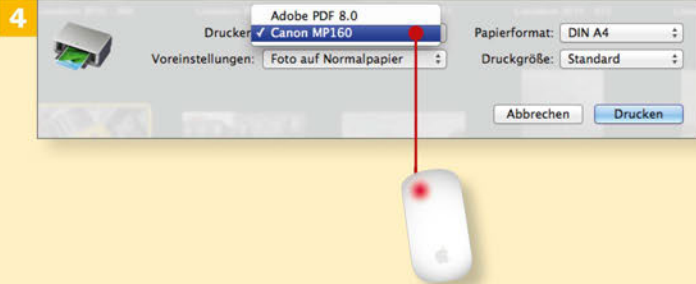 4
Adobe PDF 8.0
Drucker ✓ Canon MP160
Papierformat: DIN A4
Voreinstellungen: Foto auf Normalpapier
Druckgröße: Standard
Abbrechen Drucken